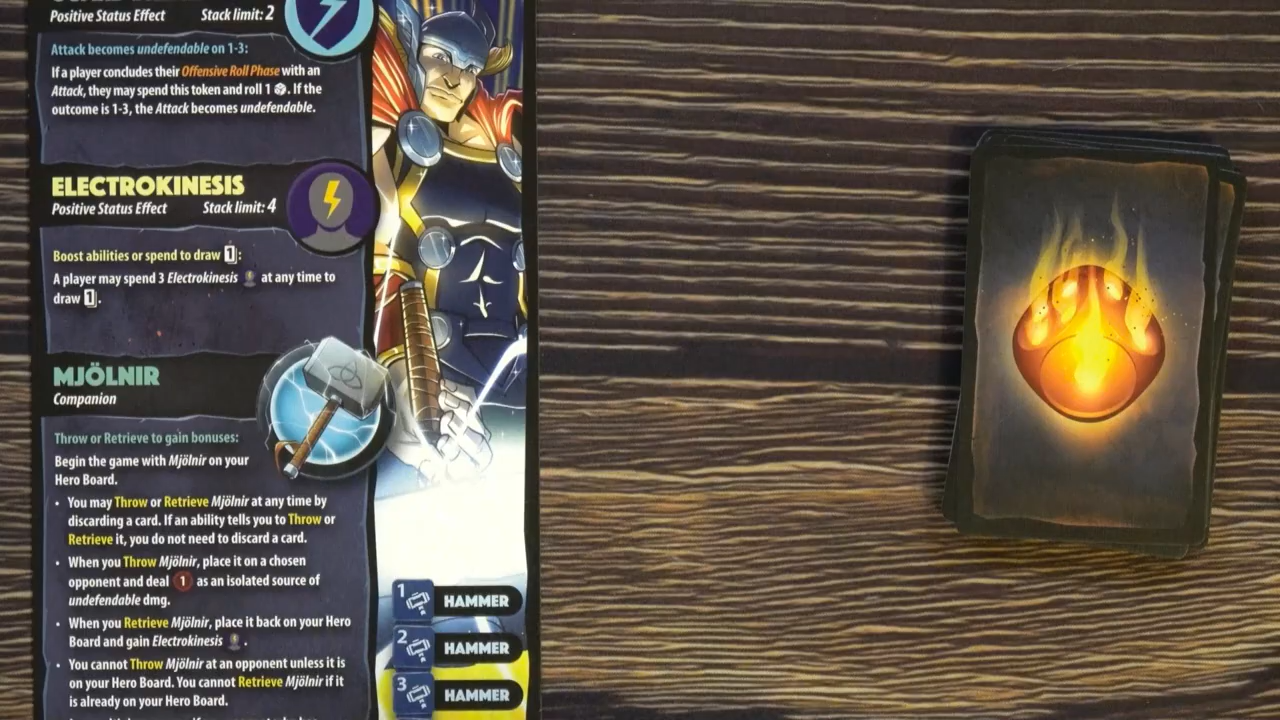 Positive Status Effect Stack limit: 2
Attack becomes undefendable on 1-3:
If a player concludes their Offensive Roll Phase with an
Attack, they may spend this token and roll 1 . If the
outcome is 1-3, the Attack becomes undefendable.
ELECTROKINESIS
Positive Status Effect Stack limit: 4
Boost abilities or spend to draw 1:
A player may spend 3 Electrokinesis at any time to
draw 1.
MJÖLNIR
Companion
Throw or Retrieve to gain bonuses:
Begin the game with Mjölnir on your
Hero Board.
• You may Throw or Retrieve Mjölnir at any time by
discarding a card. If an ability tells you to Throw or
Retrieve it, you do not need to discard a card.
• When you Throw Mjölnir, place it on a chosen
opponent and deal 1 as an isolated source of
undefendable dmg.
• When you Retrieve Mjölnir, place it back on your Hero
Board and gain Electrokinesis .
• You cannot Throw Mjölnir at an opponent unless it is
on your Hero Board. You cannot Retrieve Mjölnir if it
is already on your Hero Board.
1 HAMMER
2 HAMMER
3 HAMMER